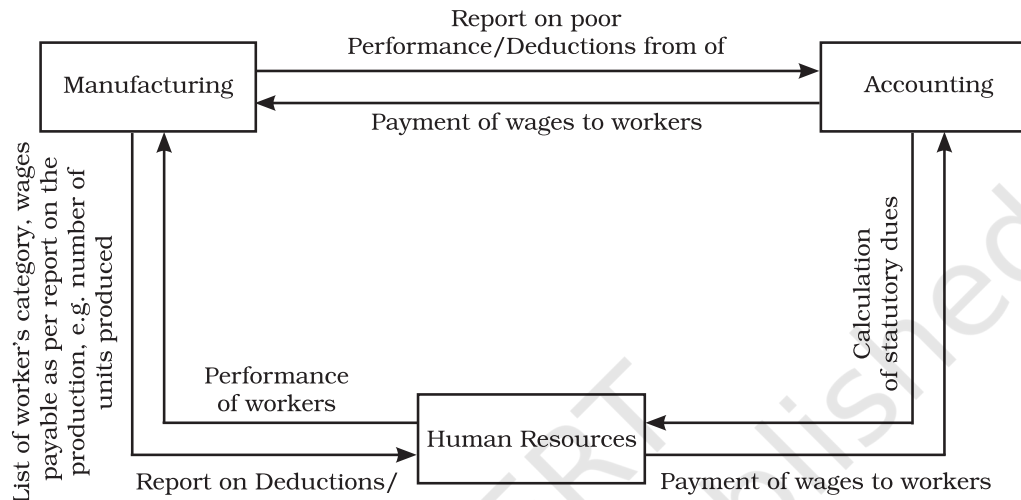 Report on poor
Performance/Deductions from of
Manufacturing
Accounting
Payment of wages to workers
List of worker's category, wages
payable as per report on the
production, e.g. number of
units produced
Calculation
of statutory dues
Performance
of workers
Human Resources
Report on Deductions/
Payment of wages to workers